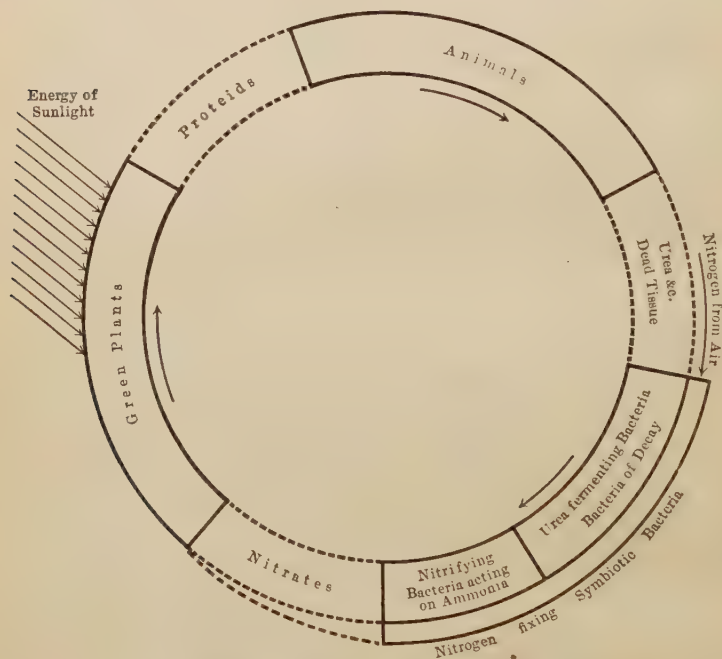 Energy of
Sunlight
Proteids
Animals
Urea &c.
Dead Tissue
Nitrogen from Air
Urea fermenting Bacteria
Bacteria of Decay
Nitrogen fixing Symbiotic Bacteria
Nitrifying
Bacteria acting
on Ammonia
Nitrates
Green Plants